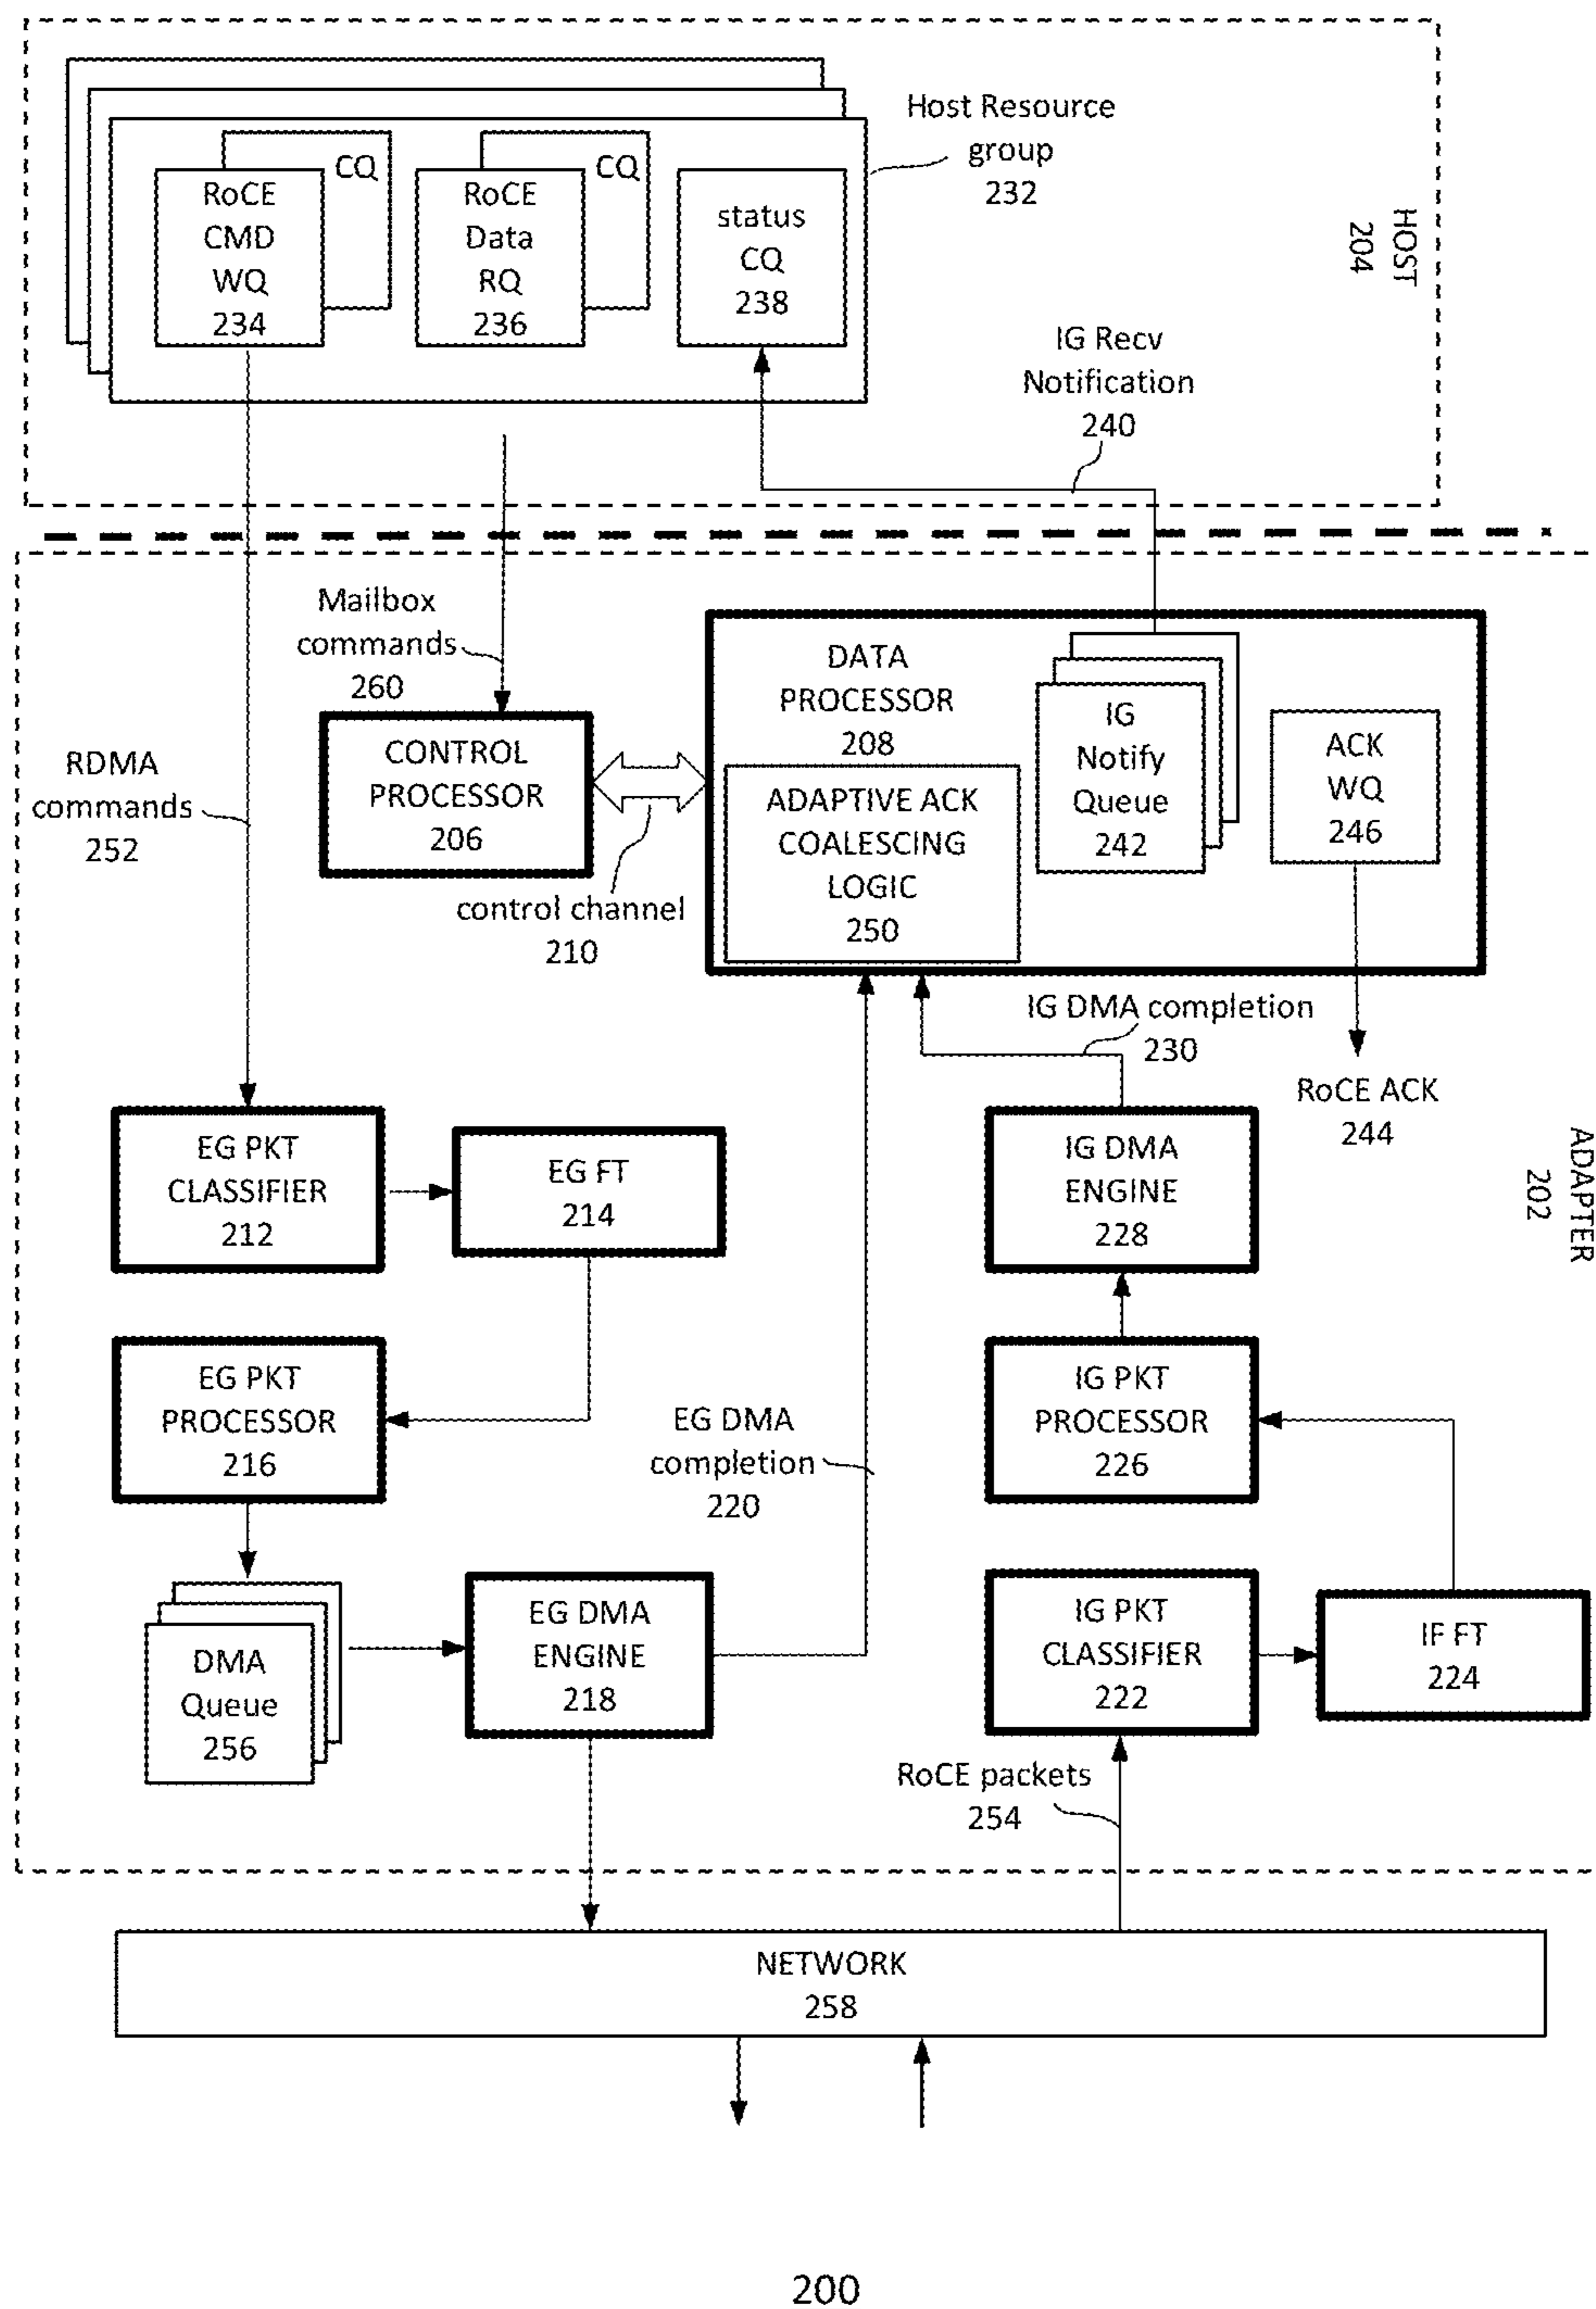 Host Resource
group
232
CQ
RoCE
CMD
WQ
234
CQ
RoCE
Data
RQ
236
status
CQ
238
HOST
204
IG Recv
Notification
240
Mailbox
commands
260
RDMA
commands
252
CONTROL
PROCESSOR
206
control channel
210
DATA
PROCESSOR
208
ADAPTIVE ACK
COALESCING
LOGIC
250
IG
Notify
Queue
242
ACK
WQ
246
IG DMA completion
230
RoCE ACK
244
ADAPTER
202
EG PKT
CLASSIFIER
212
EG FT
214
IG DMA
ENGINE
228
EG PKT
PROCESSOR
216
EG DMA
completion
220
IG PKT
PROCESSOR
226
DMA
Queue
256
EG DMA
ENGINE
218
IG PKT
CLASSIFIER
222
IF FT
224
RoCE packets
254
NETWORK
258
200